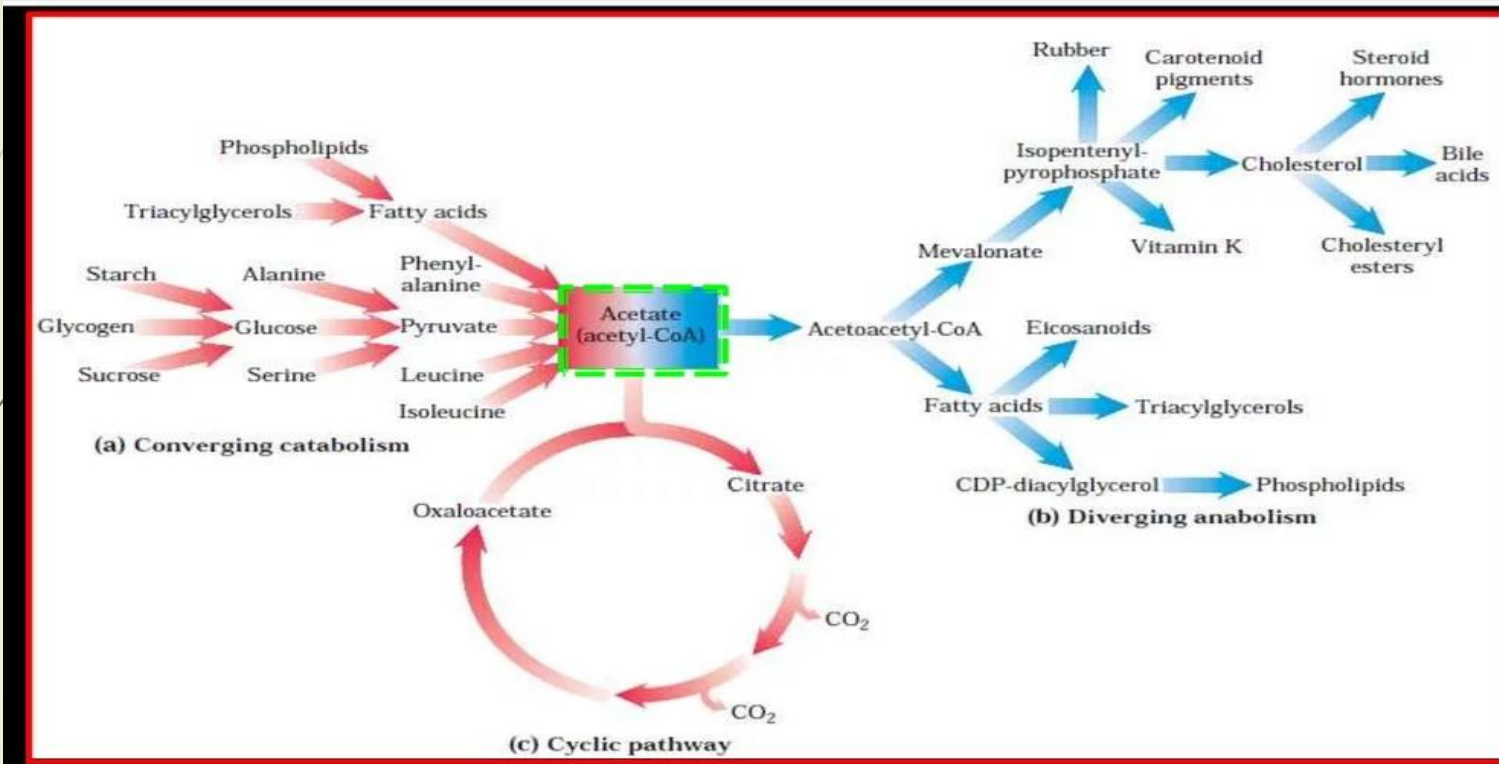 Rubber
Carotenoid
pigments
Steroid
hormones
Phospholipids
Isopentenyl-
pyrophosphate
Cholesterol
Bile
acids
Triacylglycerols
Fatty acids
Mevalonate
Vitamin K
Cholesteryl
esters
Starch
Alanine
Phenyl-
alanine
Glycogen
Glucose
Pyruvate
Acetate
(acetyl-CoA)
Acetoacetyl-CoA
Eicosanoids
Sucrose
Serine
Leucine
Isoleucine
Fatty acids
Triacylglycerols
(a) Converging catabolism
CDP-diacylglycerol
Phospholipids
(b) Diverging anabolism
Oxaloacetate
Citrate
CO₂
CO₂
(c) Cyclic pathway